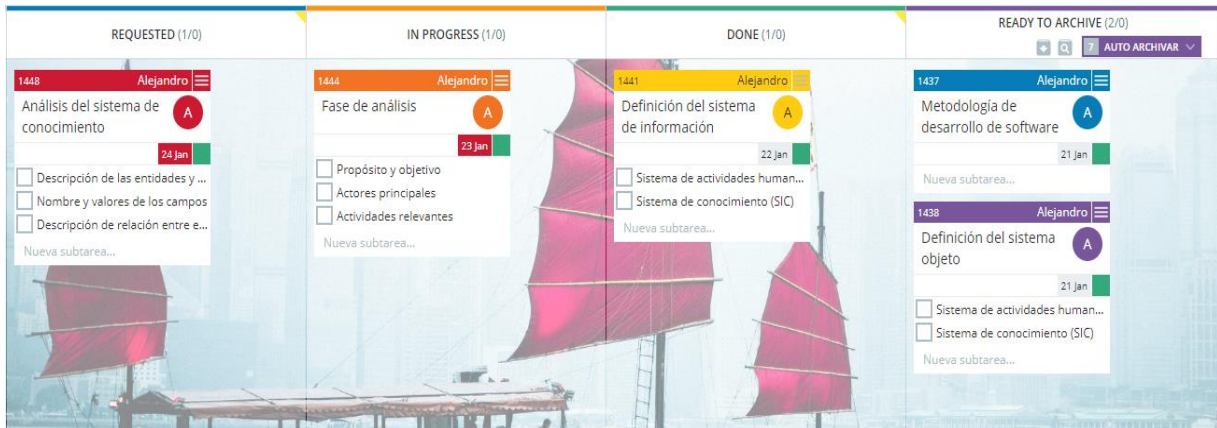 REQUESTED (1/0)
1448 Alejandro
Análisis del sistema de
conocimiento
A
24 Jan
Descripción de las entidades y ...
Nombre y valores de los campos
Descripción de relación entre e...
Nueva subtarea...
IN PROGRESS (1/0)
1444 Alejandro
Fase de análisis
A
23 Jan
Propósito y objetivo
Actores principales
Actividades relevantes
Nueva subtarea...
DONE (1/0)
1441 Alejandro
Definición del sistema
de información
A
22 Jan
Sistema de actividades human...
Sistema de conocimiento (SIC)
Nueva subtarea...
READY TO ARCHIVE (2/0)
7 AUTO ARCHIVAR
1437 Alejandro
Metodología de
desarrollo de software
A
21 Jan
Nueva subtarea...
1438 Alejandro
Definición del sistema
objeto
A
21 Jan
Sistema de actividades human...
Sistema de conocimiento (SIC)
Nueva subtarea...